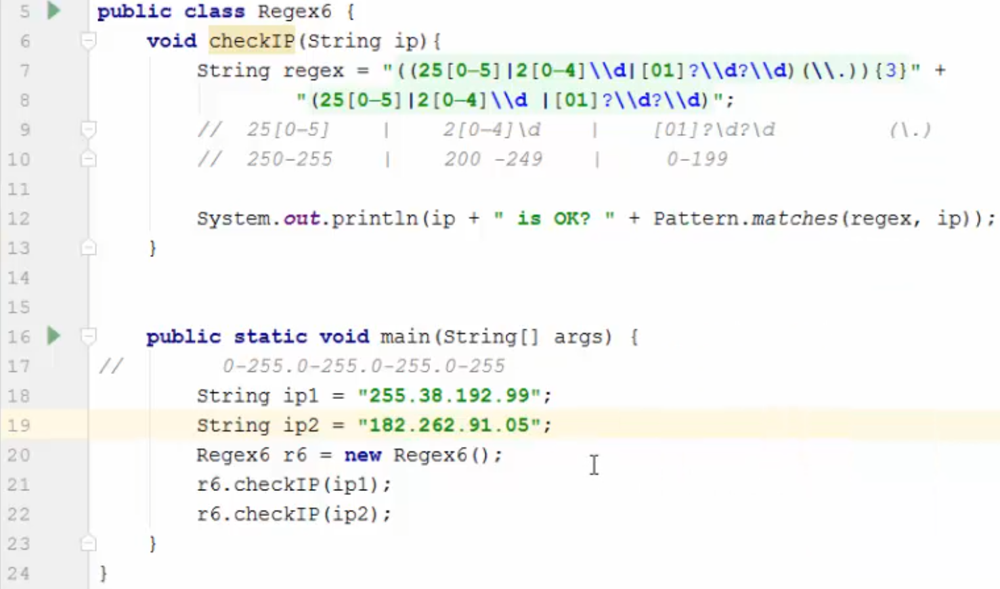 5 public class Regex6 {
6 void checkIP(String ip){
7 String regex = "((25[0-5]|2[0-4]\\d|[01]?\\d?\\d)(\\.)){3}" +
8 "(25[0-5]|2[0-4]\\d |[01]?\\d?\\d)";
9 // 25[0-5] | 2[0-4]\d | [01]?\d?\d (\.)
10 // 250-255 | 200 -249 | 0-199
11
12 System.out.println(ip + " is OK? " + Pattern.matches(regex, ip));
13 }
14
15
16 public static void main(String[] args) {
17 // 0-255.0-255.0-255.0-255
18 String ip1 = "255.38.192.99";
19 String ip2 = "182.262.91.05";
20 Regex6 r6 = new Regex6();
21 r6.checkIP(ip1);
22 r6.checkIP(ip2);
23 }
24 }